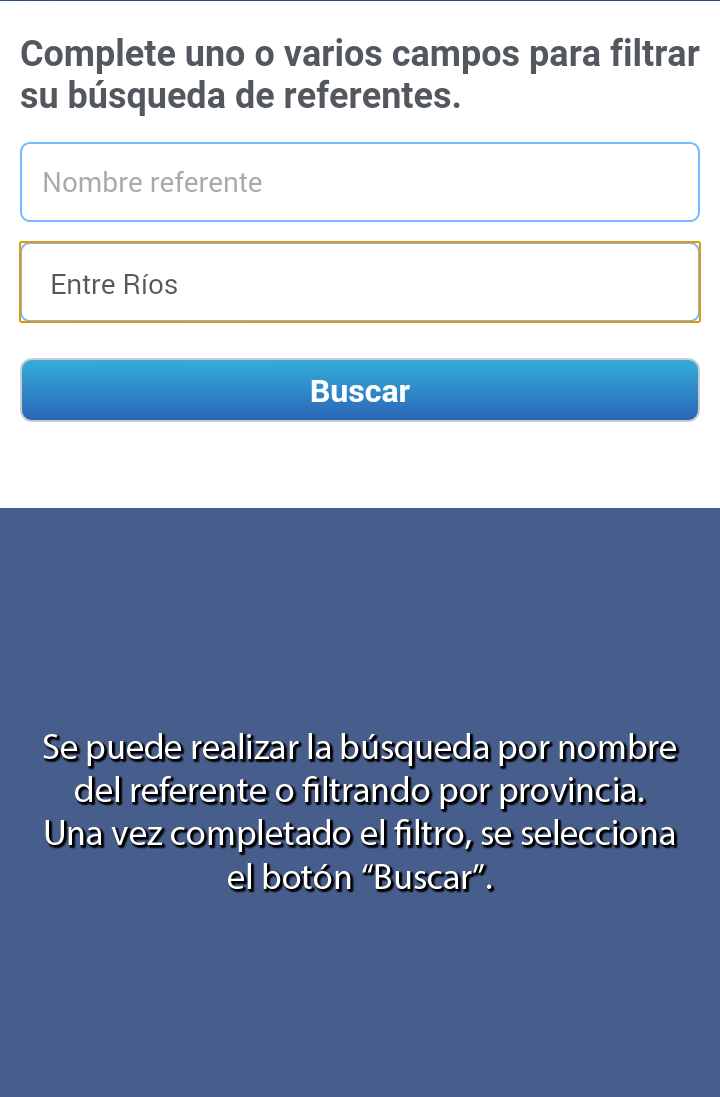 Complete uno o varios campos para filtrar
su búsqueda de referentes.
Nombre referente
Entre Ríos
Buscar
Se puede realizar la búsqueda por nombre
del referente o filtrando por provincia.
Una vez completado el filtro, se selecciona
el botón “Buscar”.